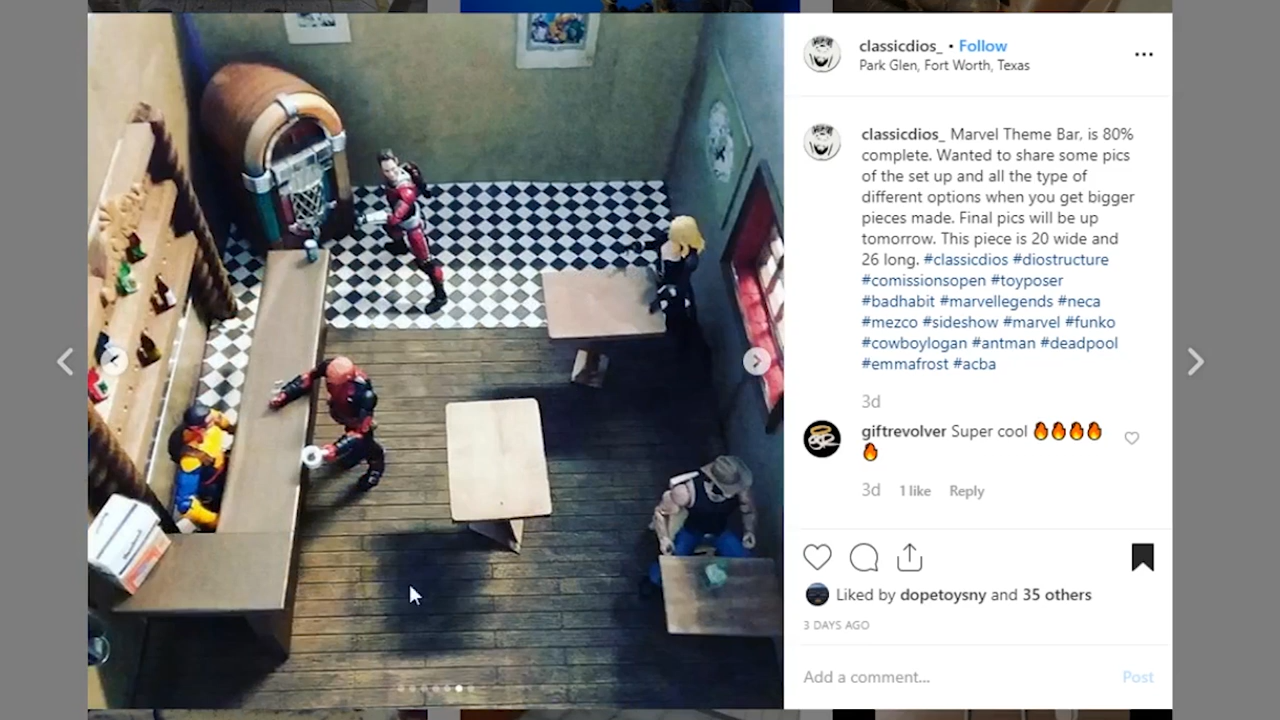 classicdios_ • Follow
Park Glen, Fort Worth, Texas
classicdios_ Marvel Theme Bar, is 80%
complete. Wanted to share some pics
of the set up and all the type of
different options when you get bigger
pieces made. Final pics will be up
tomorrow. This piece is 20 wide and
26 long. #classicdios #diostructure
#comissionsopen #toyposer
#badhabit #marvellegends #neca
#mezco #sideshow #marvel #funko
#cowboylogan #antman #deadpool
#emmafrost #acba
3d
giftrevolver Super cool 🔥🔥🔥🔥
🔥
3d 1 like Reply
Liked by dopetoysny and 35 others
3 DAYS AGO
Add a comment... Post